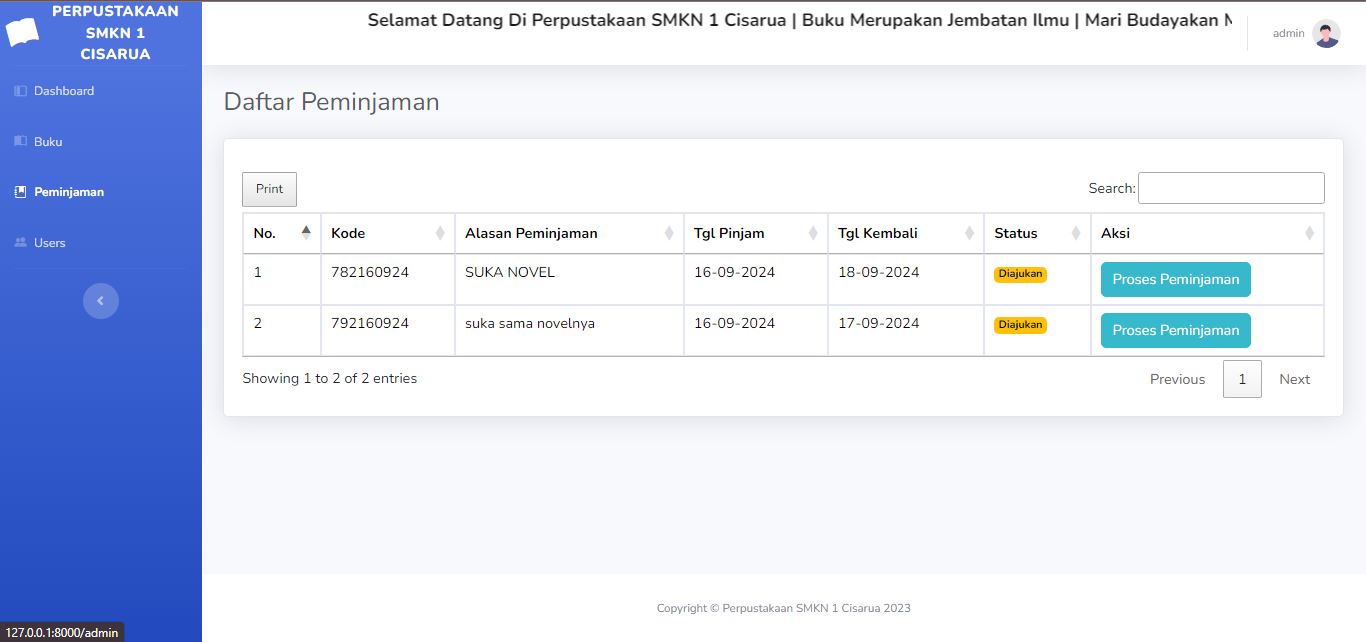 PERPUSTAKAAN
SMKN 1
CISARUA
Selamat Datang Di Perpustakaan SMKN 1 Cisarua | Buku Merupakan Jembatan Ilmu | Mari Budayakan
admin
Dashboard
Buku
Peminjaman
Users
Daftar Peminjaman
Print
Search:
No. Kode Alasan Peminjaman Tgl Pinjam Tgl Kembali Status Aksi
1 782160924 SUKA NOVEL 16-09-2024 18-09-2024 Diajukan Proses Peminjaman
2 792160924 suka sama novelnya 16-09-2024 17-09-2024 Diajukan Proses Peminjaman
Showing 1 to 2 of 2 entries
Previous 1 Next
Copyright © Perpustakaan SMKN 1 Cisarua 2023
127.0.0.1:8000/admin